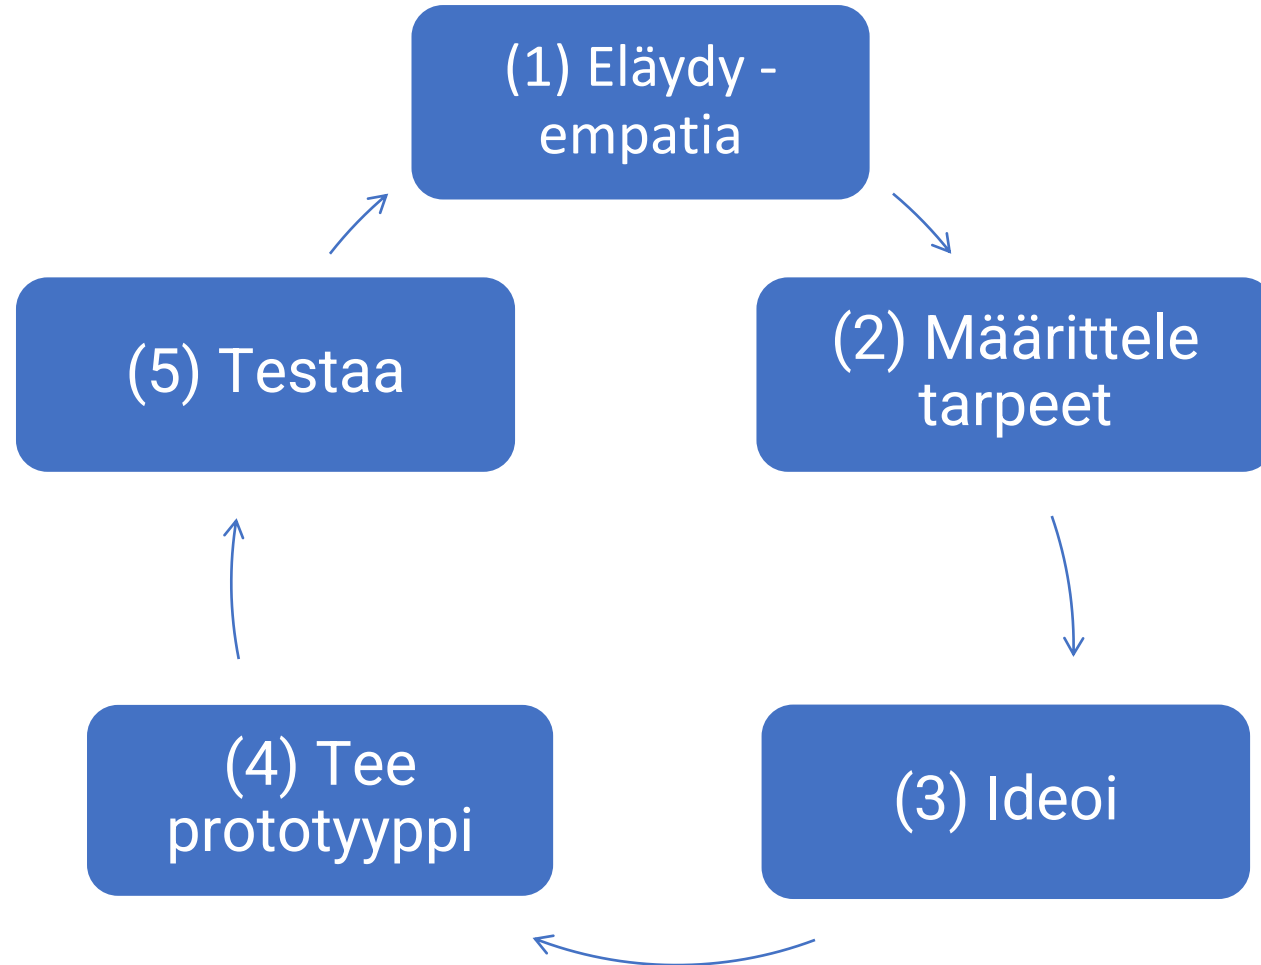 (1) Eläydy -
empatia
(2) Määrittele
tarpeet
(3) Ideoi
(4) Tee
prototyyppi
(5) Testaa